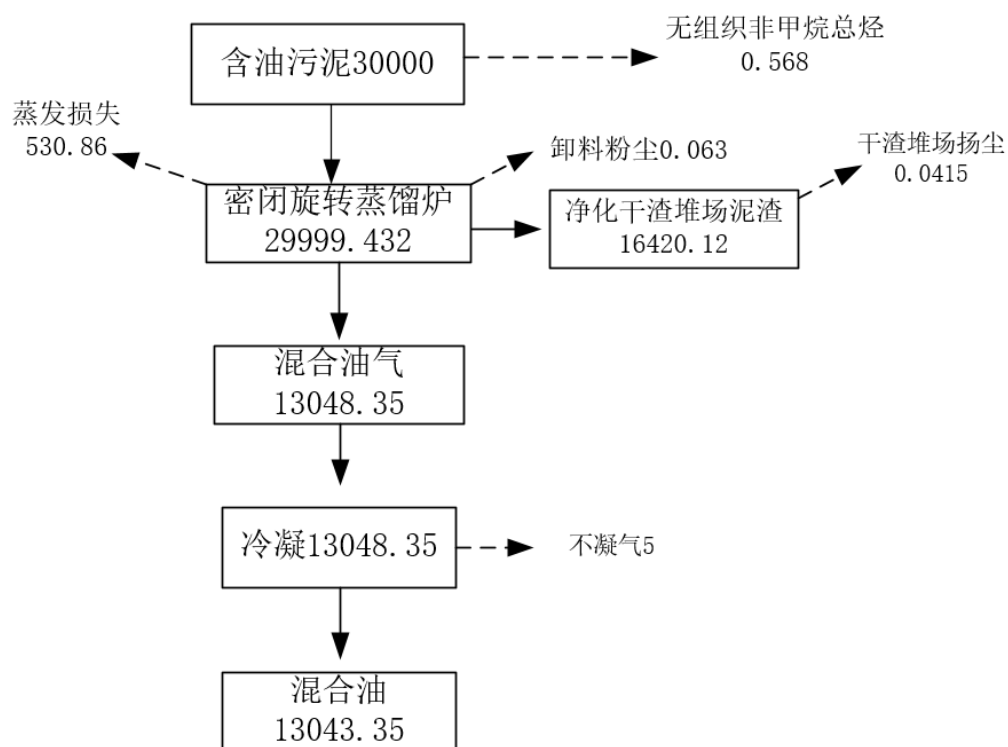 含油污泥30000
无组织非甲烷总烃
0.568
蒸发损失
530.86
卸料粉尘0.063
干渣堆场扬尘
0.0415
密闭旋转蒸馏炉
29999.432
净化干渣堆场泥渣
16420.12
混合油气
13048.35
冷凝13048.35
不凝气5
混合油
13043.35